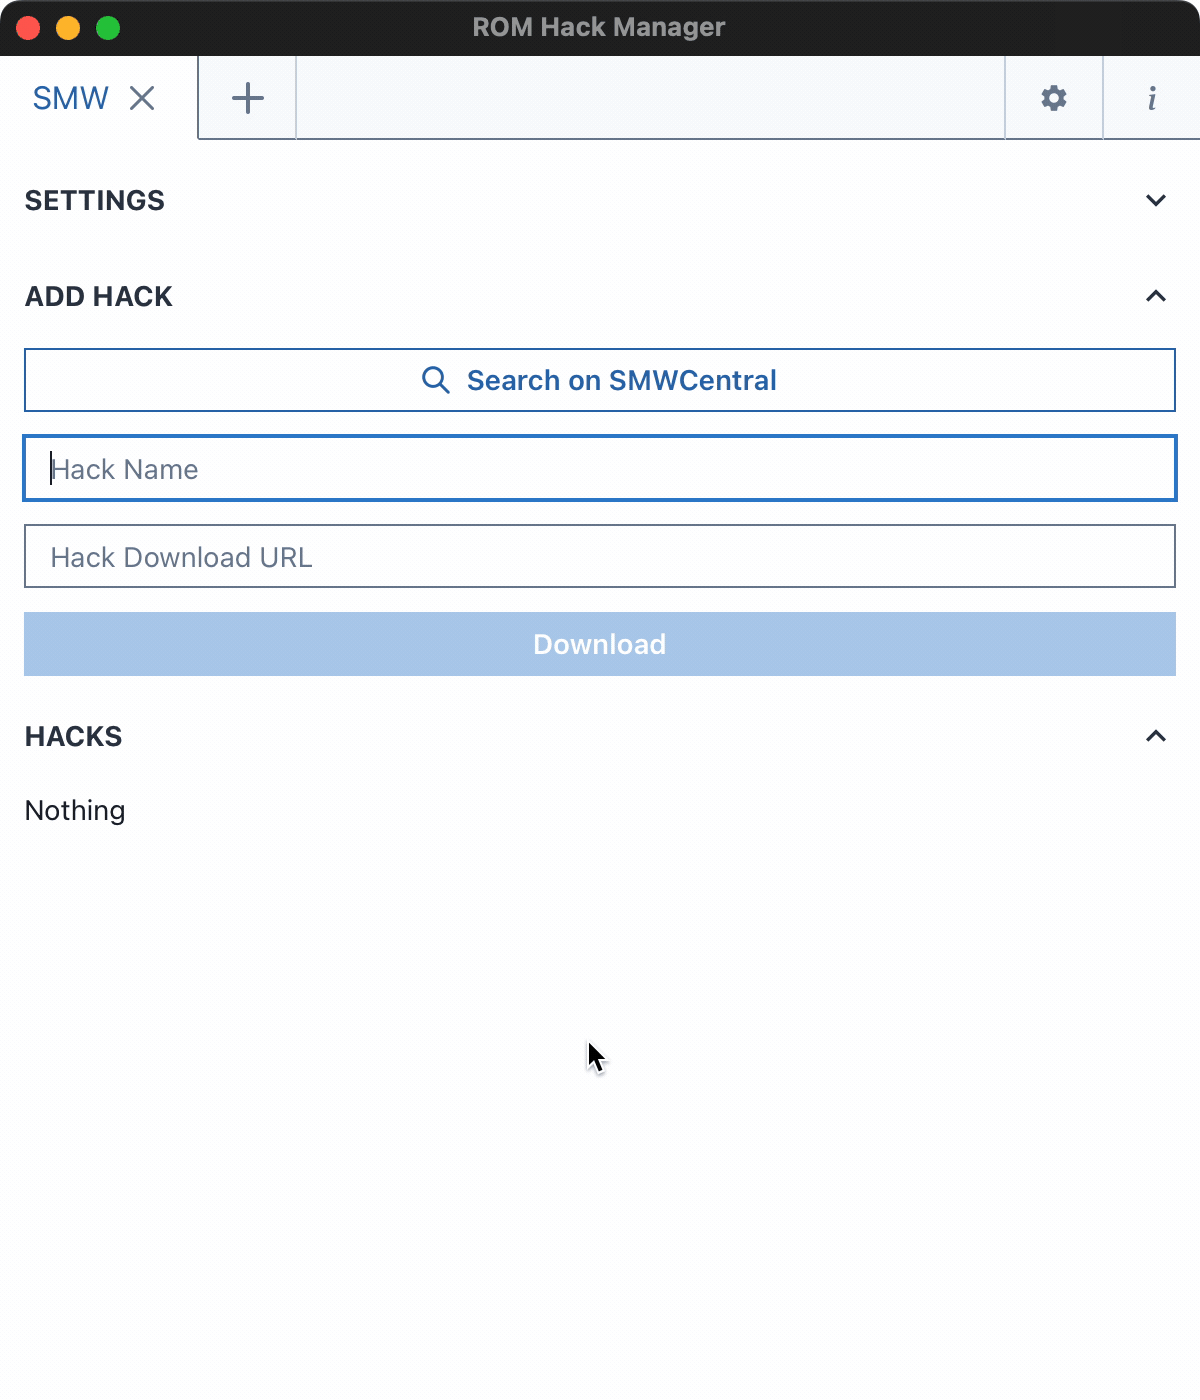 ROM Hack Manager
SMW
i
SETTINGS
ADD HACK
Search on SMWCentral
Hack Name
Hack Download URL
Download
HACKS
Nothing